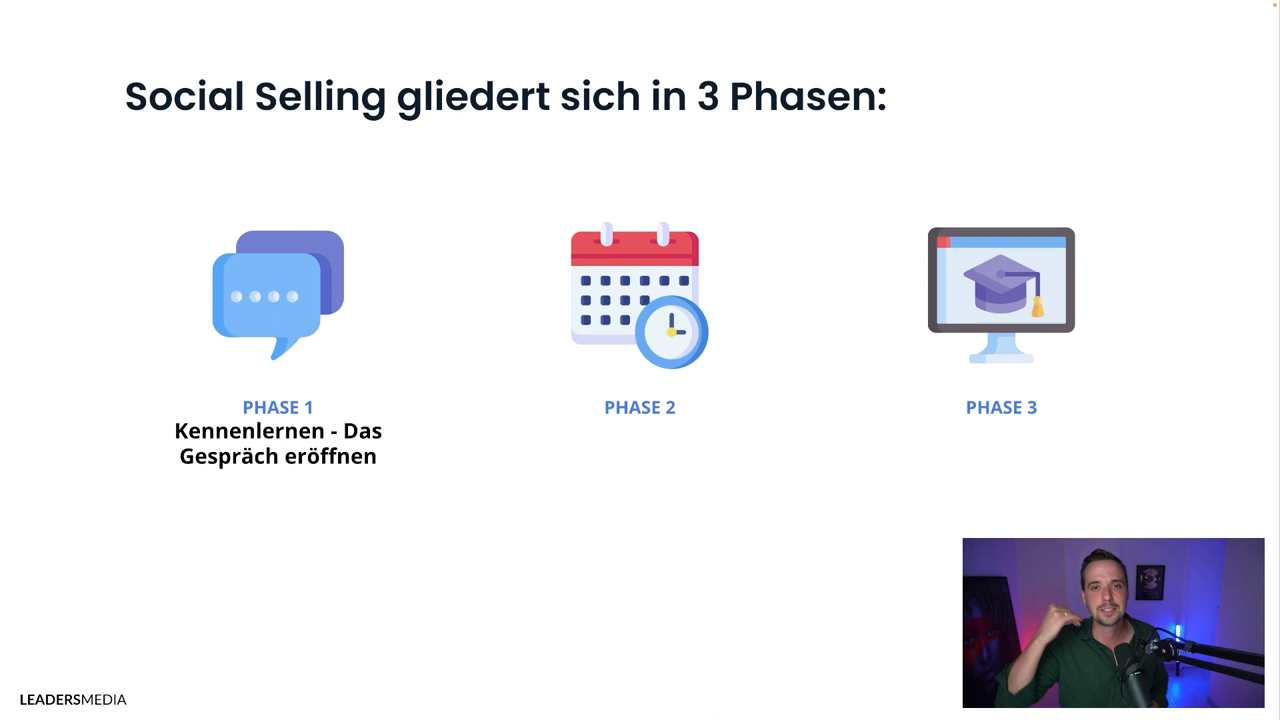 Social Selling gliedert sich in 3 Phasen:
PHASE 1
Kennenlernen - Das
Gespräch eröffnen
PHASE 2
PHASE 3
LEADERSMEDIA